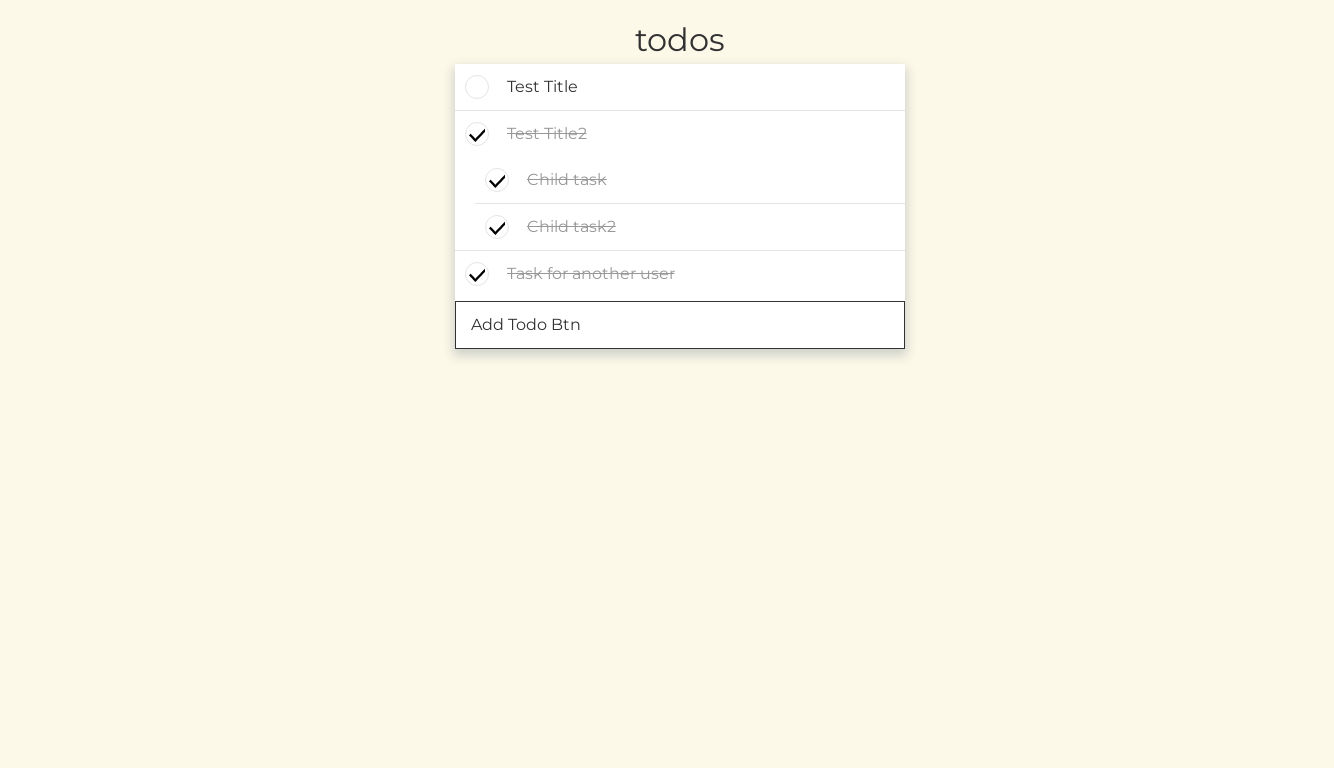 todos
Test Title
Test Title2
Child task
Child task2
Task for another user
Add Todo Btn